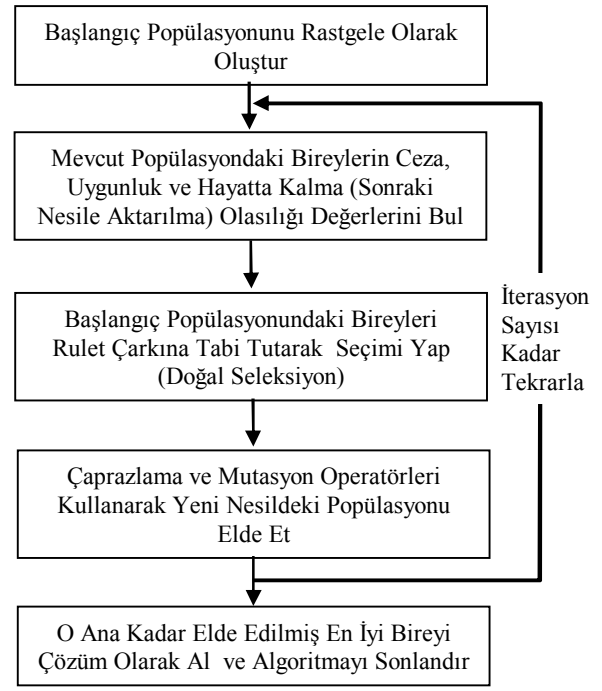 Başlangıç Popülasyonunu Rastgele Olarak
Oluştur
Mevcut Popülasyondaki Bireylerin Ceza,
Uygunluk ve Hayatta Kalma (Sonraki
Nesile Aktarılma) Olasılığı Değerlerini Bul
Başlangıç Popülasyonundaki Bireyleri
Rulet Çarkına Tabi Tutarak Seçimi Yap
(Doğal Seleksiyon)
Çaprazlama ve Mutasyon Operatörleri
Kullanarak Yeni Nesildeki Popülasyonu
Elde Et
O Ana Kadar Elde Edilmiş En İyi Bireyi
Çözüm Olarak Al ve Algoritmayı Sonlandır
İterasyon
Sayısı
Kadar
Tekrarla